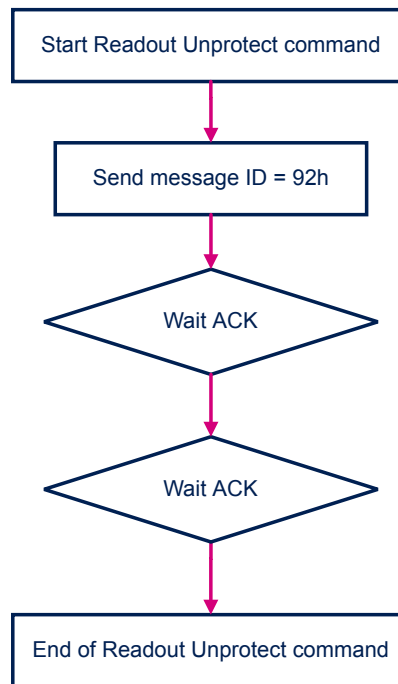 Start Readout Unprotect command
Send message ID = 92h
Wait ACK
Wait ACK
End of Readout Unprotect command